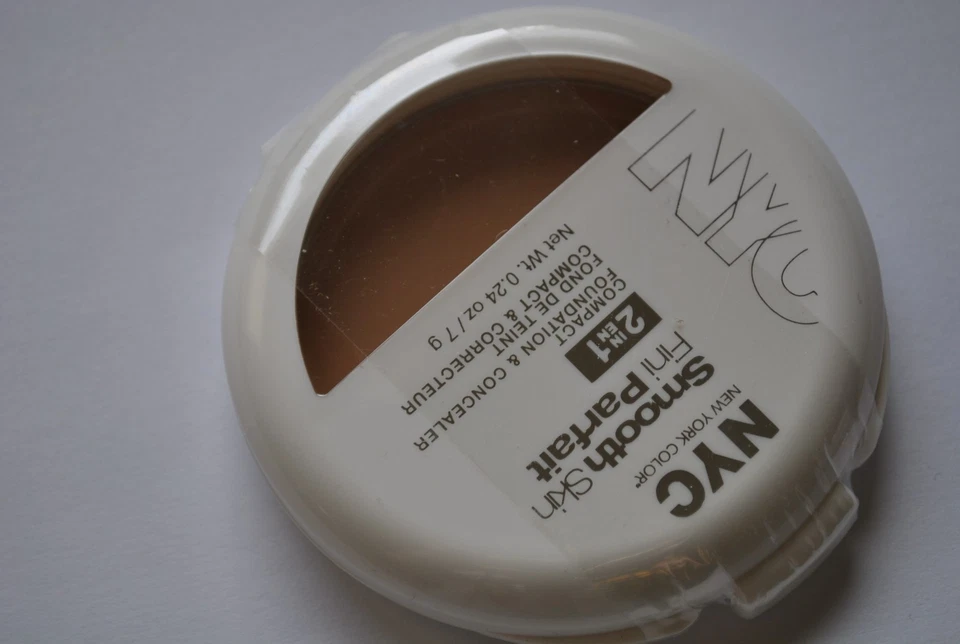 NYC
NYC
NEW YORK COLOR®
Smooth Skin
Fini Parfait
2 IN EN 1
COMPACT
FOUNDATION & CONCEALER
FOND DE TEINT
COMPACT & CORRECTEUR
Net Wt. 0.24 oz / 7 g